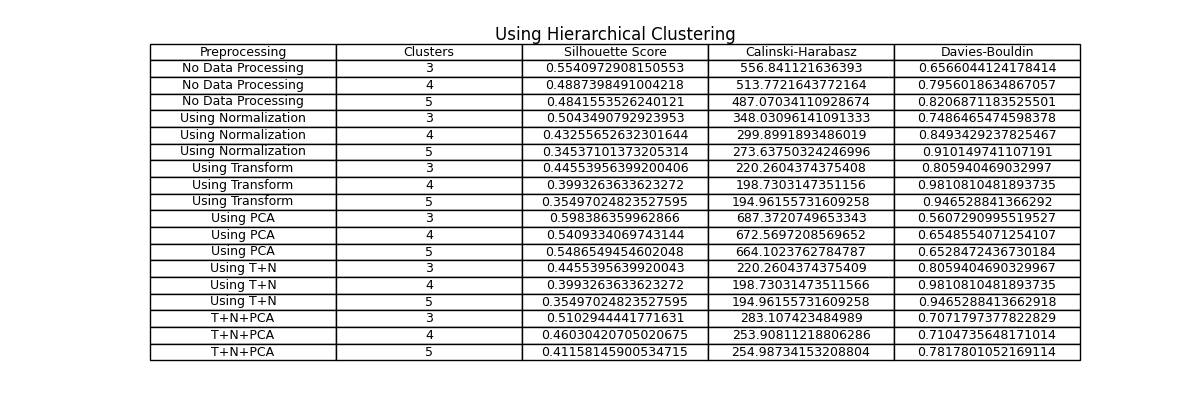 Using Hierarchical Clustering
Preprocessing Clusters Silhouette Score Calinski-Harabasz Davies-Bouldin
No Data Processing 3 0.5540972908150553 556.841121636393 0.6566044124178414
No Data Processing 4 0.4887398491004218 513.7721643772164 0.7956018634867057
No Data Processing 5 0.4841553526240121 487.07034110928674 0.8206871183525501
Using Normalization 3 0.5043490792923953 348.03096141091333 0.7486465474598378
Using Normalization 4 0.43255652632301644 299.8991893486019 0.8493429237825467
Using Normalization 5 0.34537101373205314 273.63750324246996 0.910149741107191
Using Transform 3 0.44553956399200406 220.2604374375408 0.805940469032997
Using Transform 4 0.3993263633623272 198.7303147351156 0.9810810481893735
Using Transform 5 0.35497024823527595 194.96155731609258 0.946528841366292
Using PCA 3 0.598386359962866 687.3720749653343 0.5607290995519527
Using PCA 4 0.5409334069743144 672.5697208569652 0.6548554071254107
Using PCA 5 0.5486549454602048 664.1023762784787 0.6528472436730184
Using T+N 3 0.4455395639920043 220.2604374375409 0.8059404690329967
Using T+N 4 0.3993263633623272 198.73031473511566 0.9810810481893735
Using T+N 5 0.35497024823527595 194.96155731609258 0.9465288413662918
T+N+PCA 3 0.5102944441771631 283.107423484989 0.7071797377822829
T+N+PCA 4 0.46030420705020675 253.90811218806286 0.7104735648171014
T+N+PCA 5 0.41158145900534715 254.98734153208804 0.7817801052169114